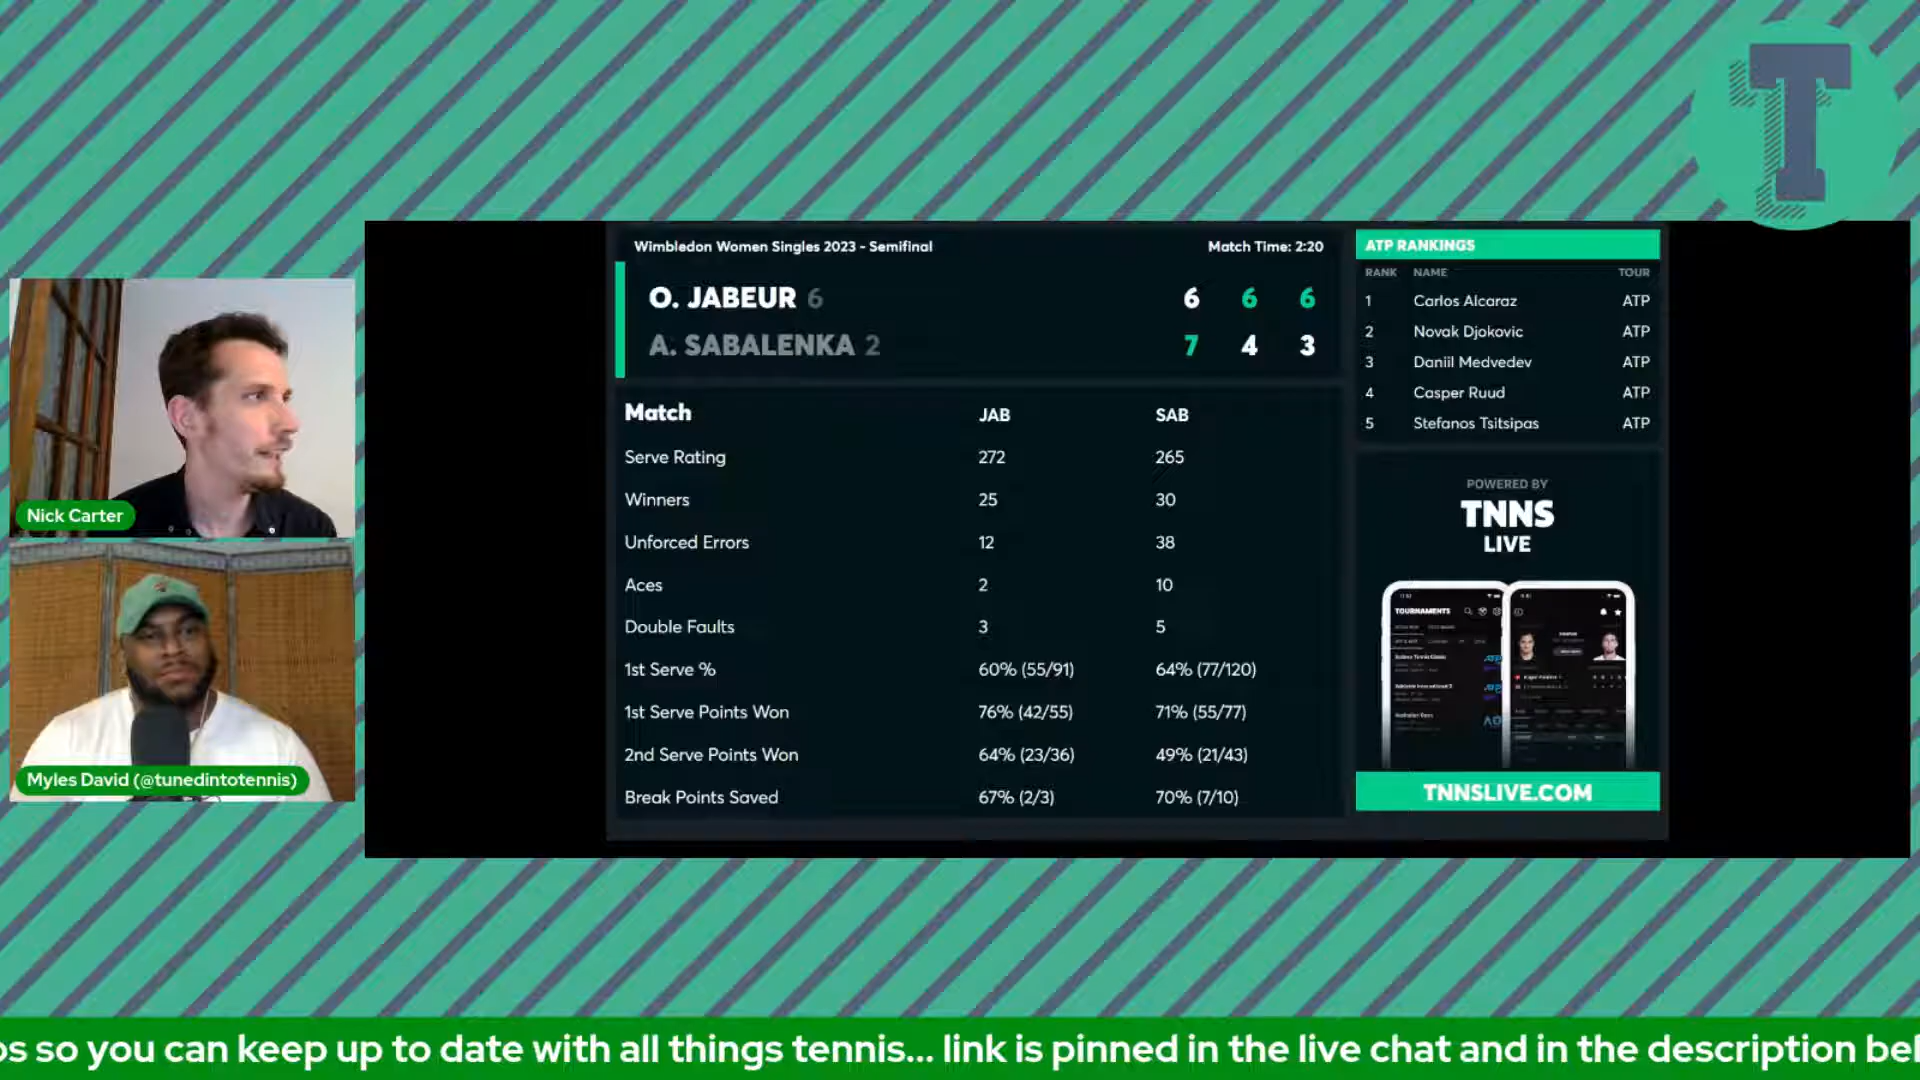 T
Wimbledon Women Singles 2023 - Semifinal Match Time: 2:20
O. JABEUR 6 6 6 6
A. SABALENKA 2 7 4 3
Match JAB SAB
Serve Rating 272 265
Winners 25 30
Unforced Errors 12 38
Aces 2 10
Double Faults 3 5
1st Serve % 60% (55/91) 64% (77/120)
1st Serve Points Won 76% (42/55) 71% (55/77)
2nd Serve Points Won 64% (23/36) 49% (21/43)
Break Points Saved 67% (2/3) 70% (7/10)
ATP RANKINGS
RANK NAME TOUR
1 Carlos Alcaraz ATP
2 Novak Djokovic ATP
3 Daniil Medvedev ATP
4 Casper Ruud ATP
5 Stefanos Tsitsipas ATP
POWERED BY
TNNS
LIVE
TOURNAMENTS
TNNSLIVE.COM
Nick Carter
Myles David (@tunedintotennis)
os so you can keep up to date with all things tennis... link is pinned in the live chat and in the description bel